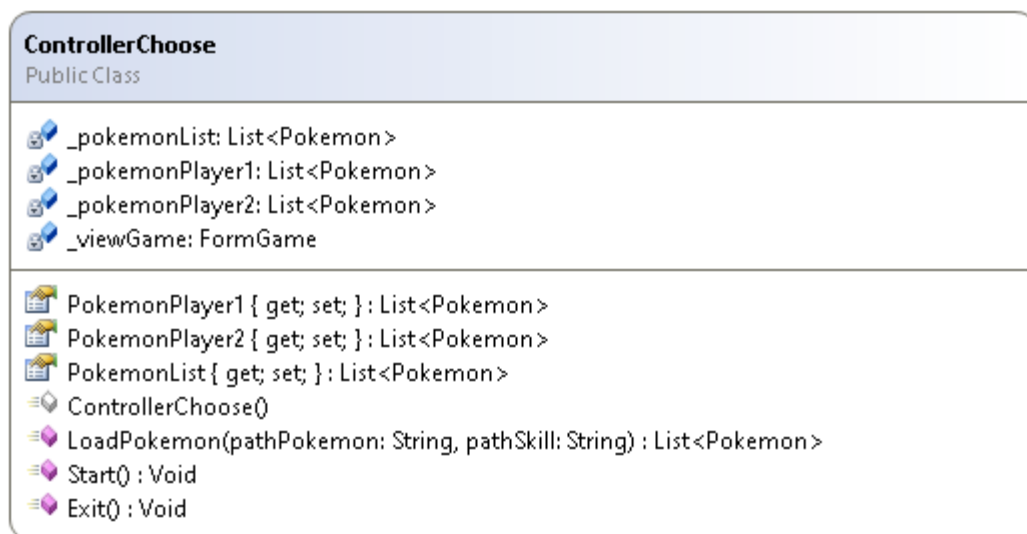 ControllerChoose
Public Class
_pokemonList: List<Pokemon>
_pokemonPlayer1: List<Pokemon>
_pokemonPlayer2: List<Pokemon>
_viewGame: FormGame
PokemonPlayer1 { get; set; } : List<Pokemon>
PokemonPlayer2 { get; set; } : List<Pokemon>
PokemonList { get; set; } : List<Pokemon>
ControllerChoose()
LoadPokemon(pathPokemon: String, pathSkill: String) : List<Pokemon>
Start() : Void
Exit() : Void